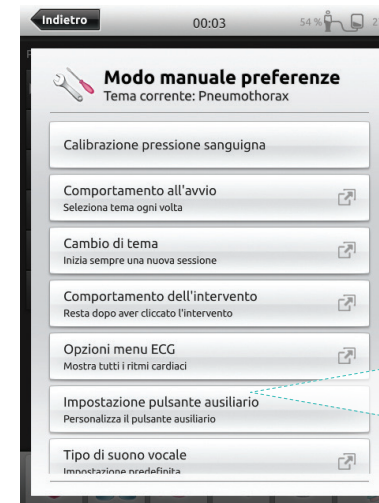 Indietro
00:03
54 %
2
Modo manuale preferenze
Tema corrente: Pneumothorax
Calibrazione pressione sanguigna
Comportamento all'avvio
Seleziona tema ogni volta
Cambio di tema
Inizia sempre una nuova sessione
Comportamento dell'intervento
Resta dopo aver cliccato l'intervento
Opzioni menu ECG
Mostra tutti i ritmi cardiaci
Impostazione pulsante ausiliario
Personalizza il pulsante ausiliario
Tipo di suono vocale
Impostazione predefinita